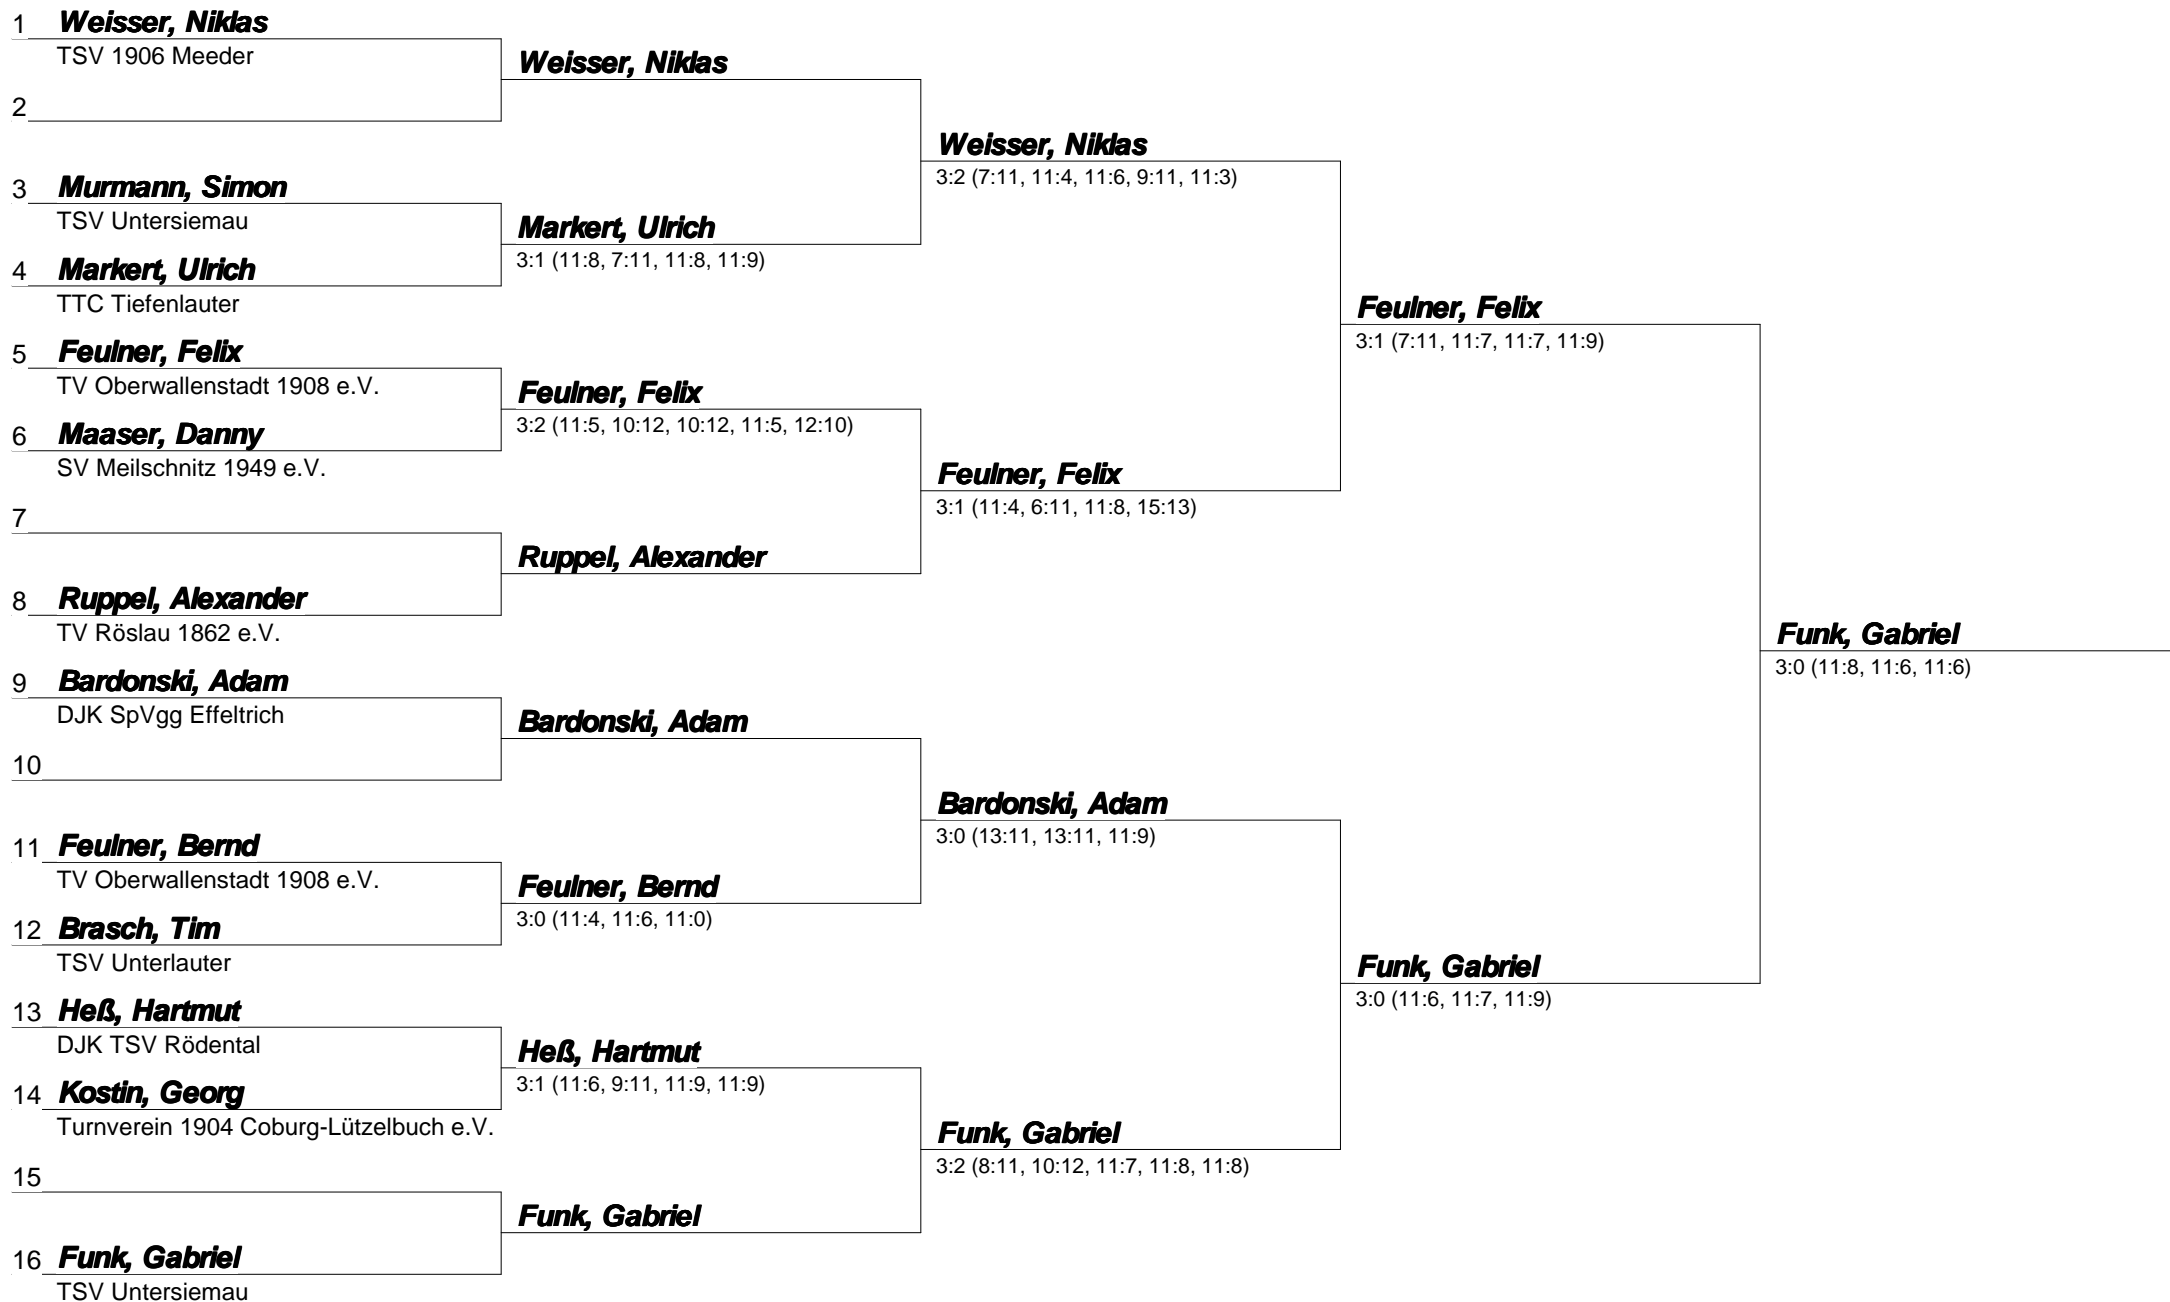 1 Weisser, Niklas
TSV 1906 Meeder
Weisser, Niklas
2
Weisser, Niklas
3:2 (7:11, 11:4, 11:6, 9:11, 11:3)
3 Murmann, Simon
TSV Untersiemau
Markert, Ulrich
3:1 (11:8, 7:11, 11:8, 11:9)
4 Markert, Ulrich
TTC Tiefenlauter
Feulner, Felix
3:1 (7:11, 11:7, 11:7, 11:9)
5 Feulner, Felix
TV Oberwallenstadt 1908 e.V.
Feulner, Felix
3:2 (11:5, 10:12, 10:12, 11:5, 12:10)
6 Maaser, Danny
SV Meilschnitz 1949 e.V.
Feulner, Felix
3:1 (11:4, 6:11, 11:8, 15:13)
7
Ruppel, Alexander
8 Ruppel, Alexander
TV Röslau 1862 e.V.
Funk, Gabriel
3:0 (11:8, 11:6, 11:6)
9 Bardonski, Adam
DJK SpVgg Effeltrich
Bardonski, Adam
10
Bardonski, Adam
3:0 (13:11, 13:11, 11:9)
11 Feulner, Bernd
TV Oberwallenstadt 1908 e.V.
Feulner, Bernd
3:0 (11:4, 11:6, 11:0)
12 Brasch, Tim
TSV Unterlauter
Funk, Gabriel
3:0 (11:6, 11:7, 11:9)
13 Heß, Hartmut
DJK TSV Rödental
Heß, Hartmut
3:1 (11:6, 9:11, 11:9, 11:9)
14 Kostin, Georg
Turnverein 1904 Coburg-Lützelbuch e.V.
Funk, Gabriel
3:2 (8:11, 10:12, 11:7, 11:8, 11:8)
15
Funk, Gabriel
16 Funk, Gabriel
TSV Untersiemau